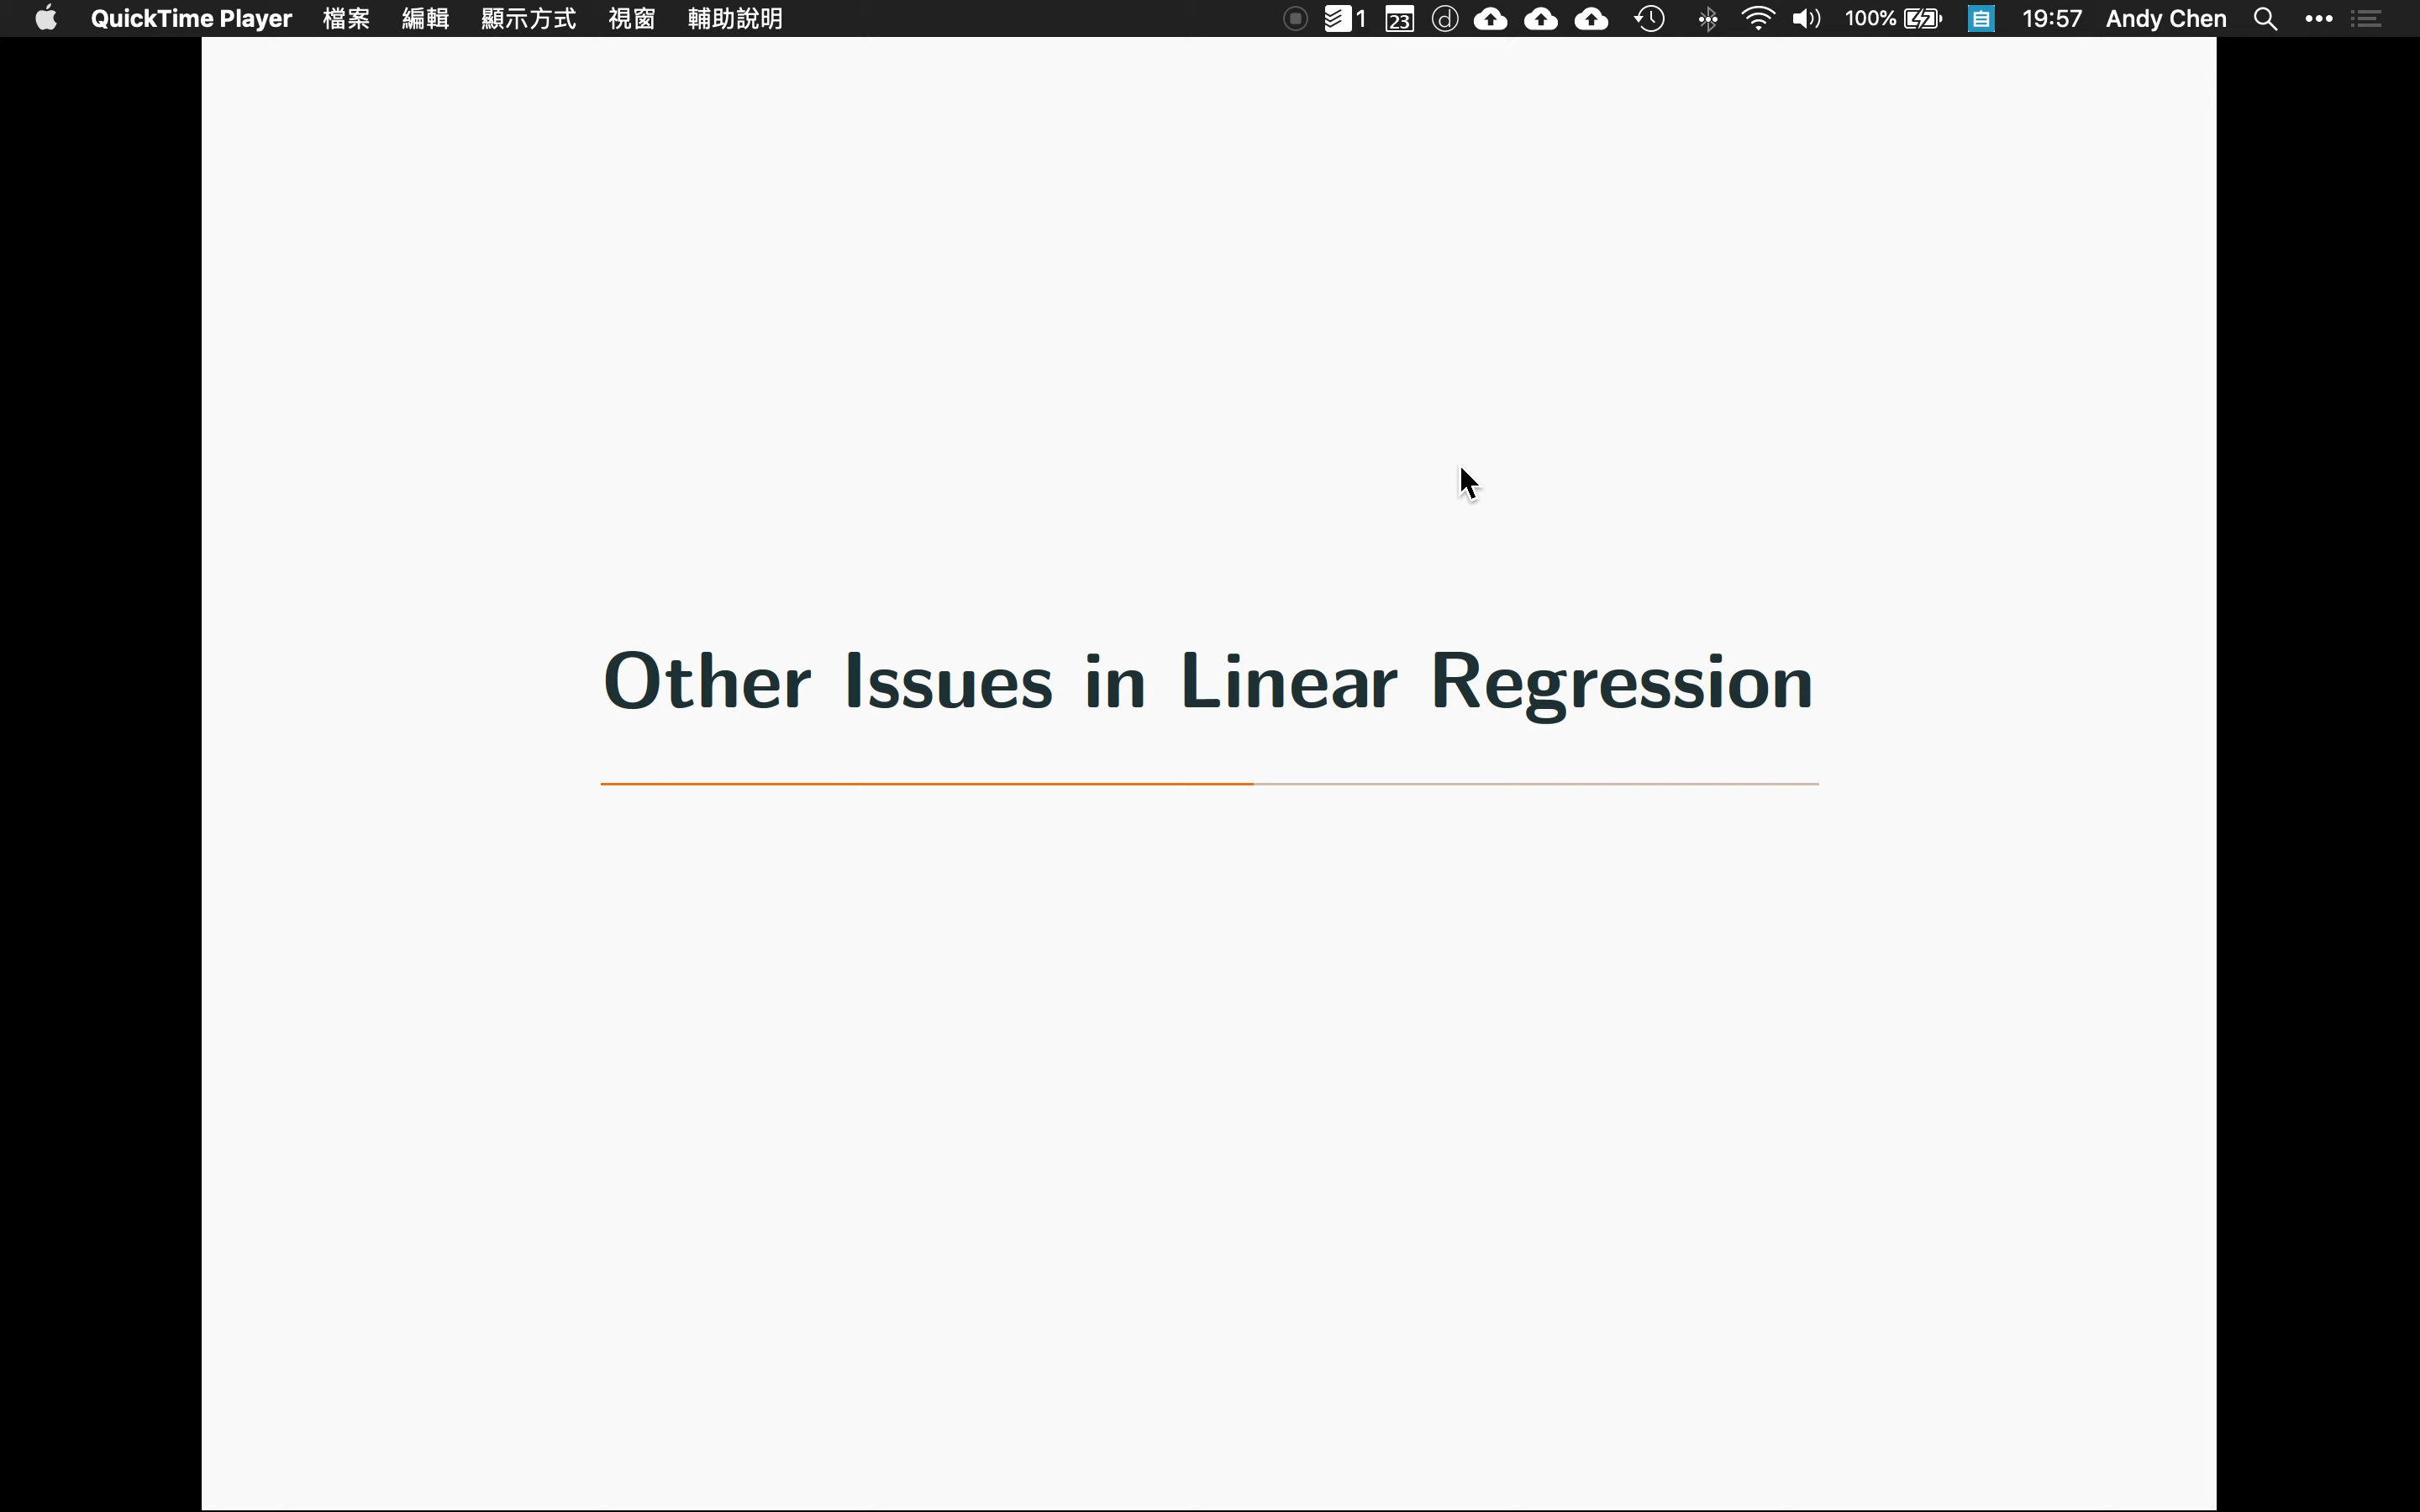 QuickTime Player 檔案 編輯 顯示方式 視窗 輔助說明 1 23 d 100% 自 19:57 Andy Chen
Other Issues in Linear Regression